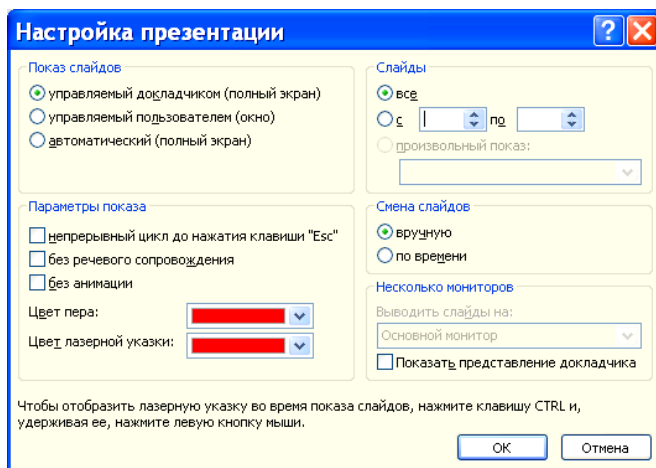 Настройка презентации
Показ слайдов
управляемый докладчиком (полный экран)
управляемый пользователем (окно)
автоматический (полный экран)
Слайды
все
с
по
произвольный показ:
Параметры показа
непрерывный цикл до нажатия клавиши "Esc"
без речевого сопровождения
без анимации
Цвет пера:
Цвет лазерной указки:
Смена слайдов
вручную
по времени
Несколько мониторов
Выводить слайды на:
Основной монитор
Показать представление докладчика
Чтобы отобразить лазерную указку во время показа слайдов, нажмите клавишу CTRL и,
удерживая ее, нажмите левую кнопку мыши.
ОК
Отмена